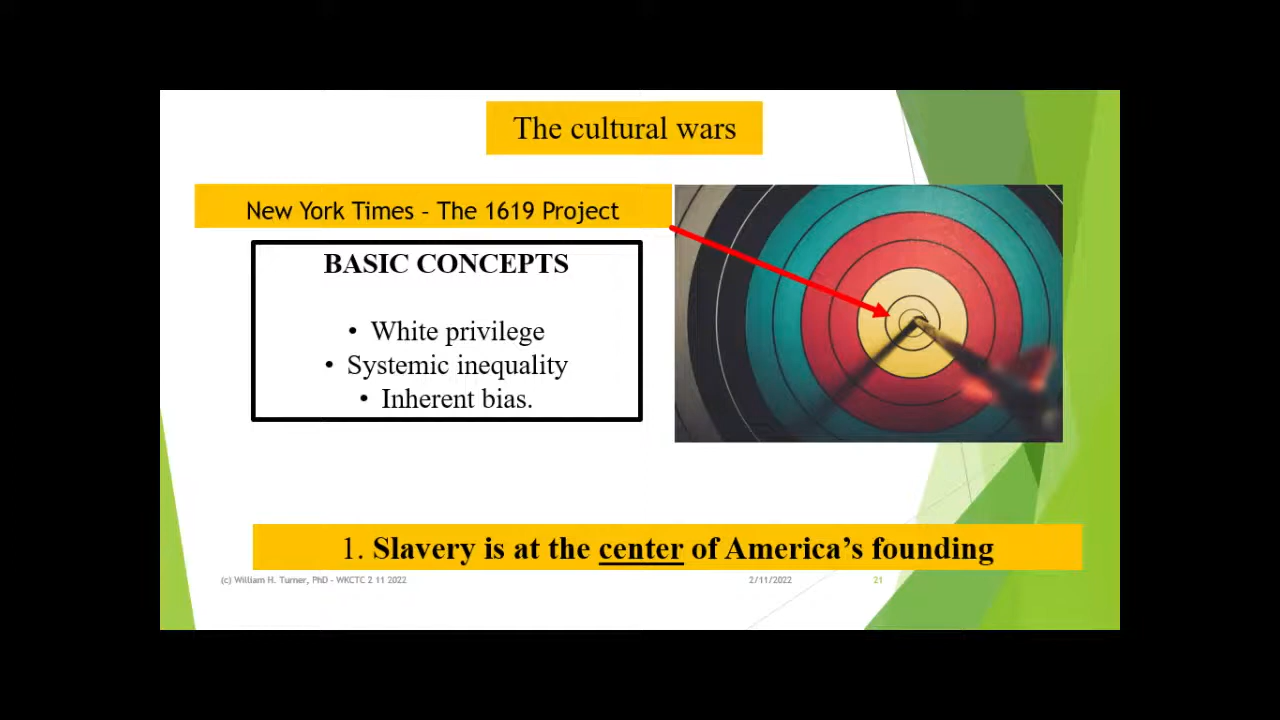 The cultural wars
New York Times - The 1619 Project
BASIC CONCEPTS
• White privilege
• Systemic inequality
• Inherent bias.
1. Slavery is at the center of America’s founding
(c) William H. Turner, PhD - WKCTC 2 11 2022
2/11/2022
21